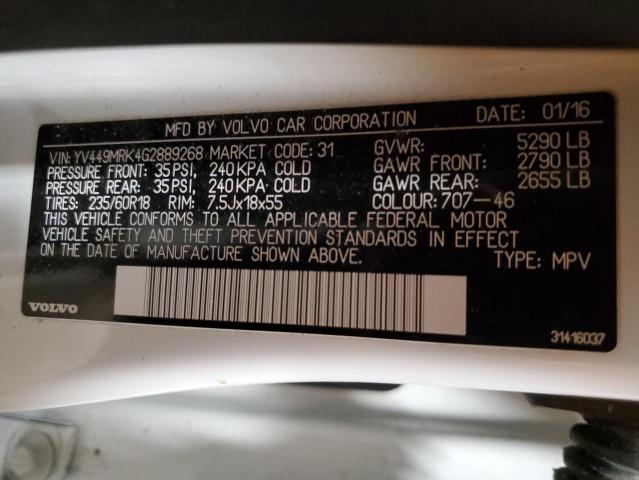 MFD BY VOLVO CAR CORPORATION DATE: 01/16
VIN: YV449MRK4G2889268 MARKET CODE: 31 GVWR: 5290 LB
PRESSURE FRONT: 35 PSI, 240 KPA COLD GAWR FRONT: 2790 LB
PRESSURE REAR: 35 PSI, 240 KPA COLD GAWR REAR: 2655 LB
TIRES: 235/60R18 RIM: 7.5Jx18x55 COLOUR: 707-46
THIS VEHICLE CONFORMS TO ALL APPLICABLE FEDERAL MOTOR
VEHICLE SAFETY AND THEFT PREVENTION STANDARDS IN EFFECT
ON THE DATE OF MANUFACTURE SHOWN ABOVE. TYPE: MPV
VOLVO 31416037